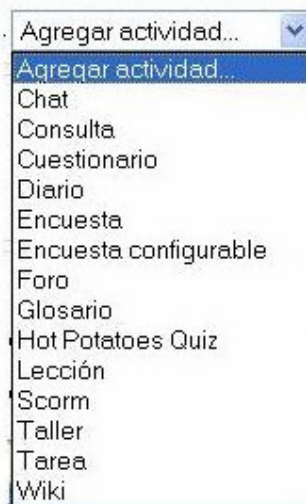 Agregar actividad...
Agregar actividad...
Chat
Consulta
Cuestionario
Diario
Encuesta
Encuesta configurable
Foro
Glosario
Hot Potatoes Quiz
Lección
Scorm
Taller
Tarea
Wiki